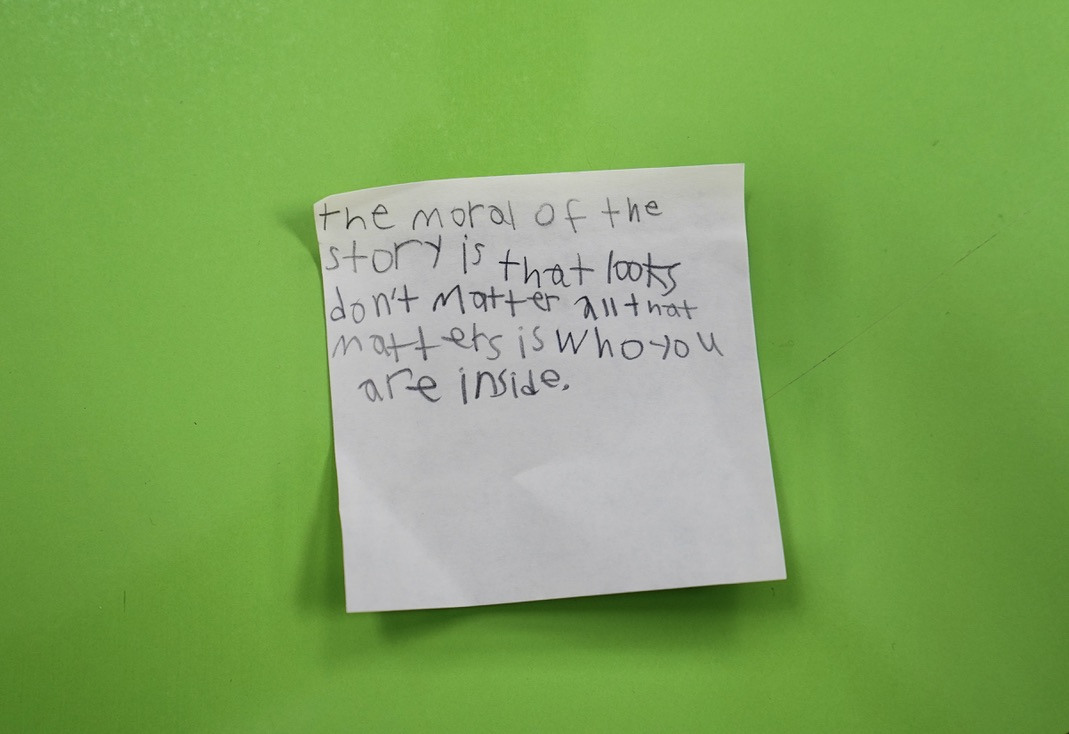 the moral of the
story is that looks
don't Matter all that
matters is Who you
are inside.